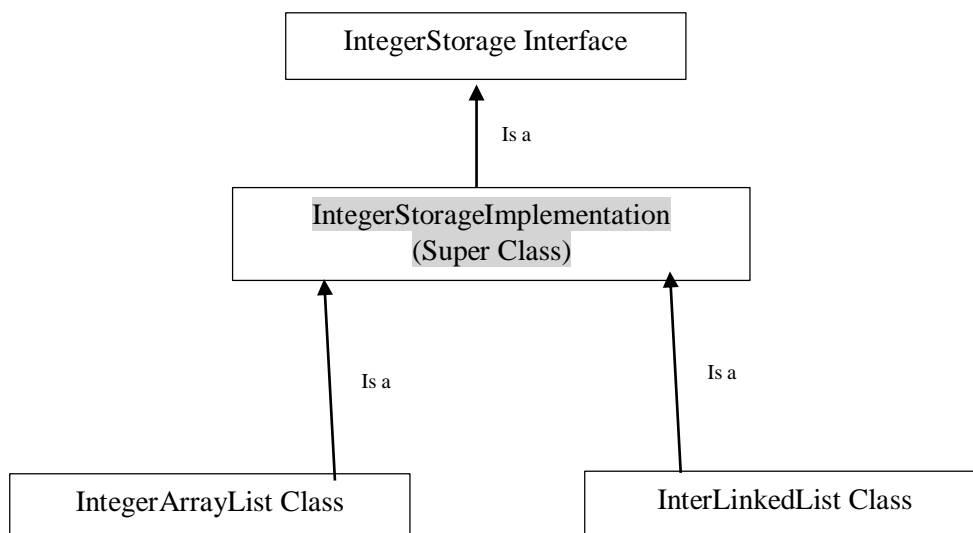 IntegerStorage Interface
Is a
IntegerStorageImplementation
(Super Class)
Is a
Is a
IntegerArrayList Class
InterLinkedList Class